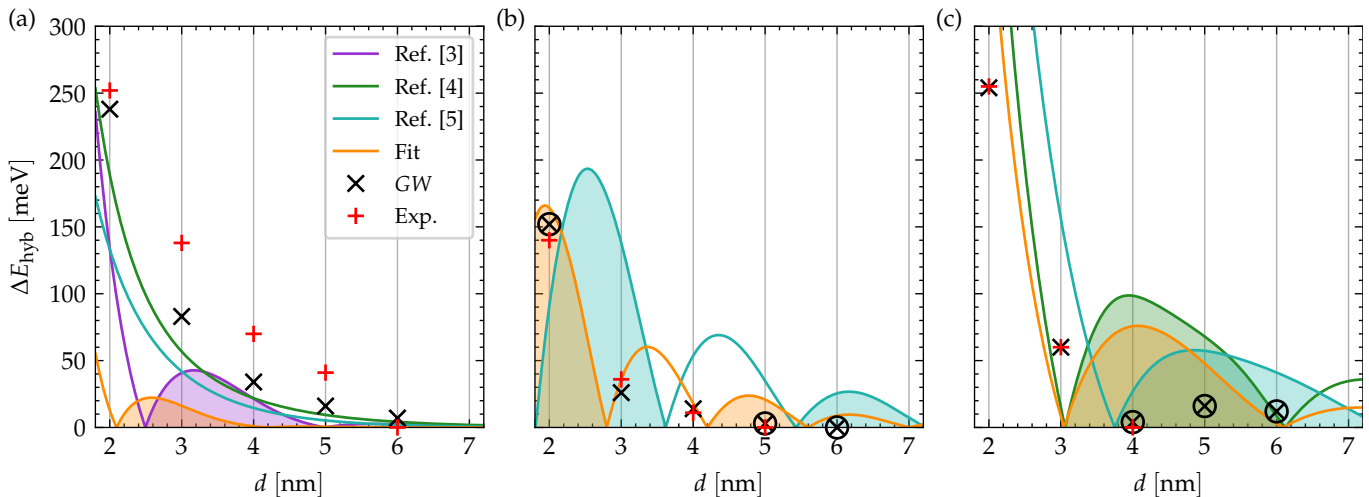 (a)
(b)
(c)
300
250
200
150
100
50
0
ΔE_hyb [meV]
Ref. [3]
Ref. [4]
Ref. [5]
Fit
GW
Exp.
2 3 4 5 6 7
2 3 4 5 6 7
2 3 4 5 6 7
d [nm]
d [nm]
d [nm]